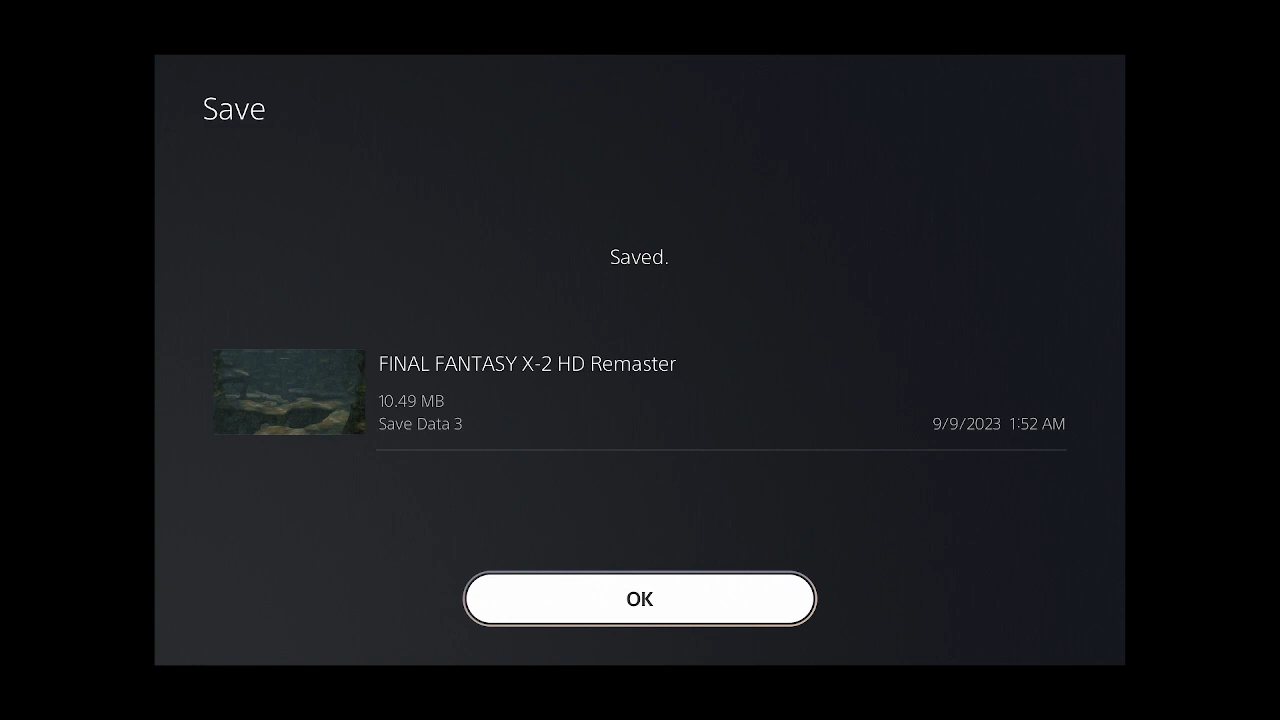 Save
Saved.
FINAL FANTASY X-2 HD Remaster
10.49 MB
Save Data 3
9/9/2023 1:52 AM
OK